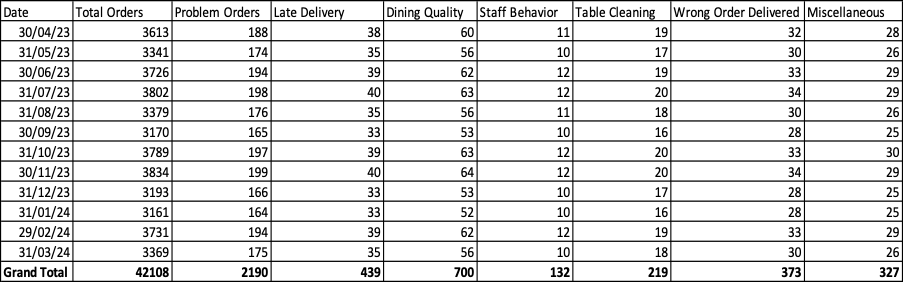 Date Total Orders Problem Orders Late Delivery Dining Quality Staff Behavior Table Cleaning Wrong Order Delivered Miscellaneous
30/04/23 3613 188 38 60 11 19 32 28
31/05/23 3341 174 35 56 10 17 30 26
30/06/23 3726 194 39 62 12 19 33 29
31/07/23 3802 198 40 63 12 20 34 29
31/08/23 3379 176 35 56 11 18 30 26
30/09/23 3170 165 33 53 10 16 28 25
31/10/23 3789 197 39 63 12 20 33 30
30/11/23 3834 199 40 64 12 20 34 29
31/12/23 3193 166 33 53 10 17 28 25
31/01/24 3161 164 33 52 10 16 28 25
29/02/24 3731 194 39 62 12 19 33 29
31/03/24 3369 175 35 56 10 18 30 26
Grand Total 42108 2190 439 700 132 219 373 327